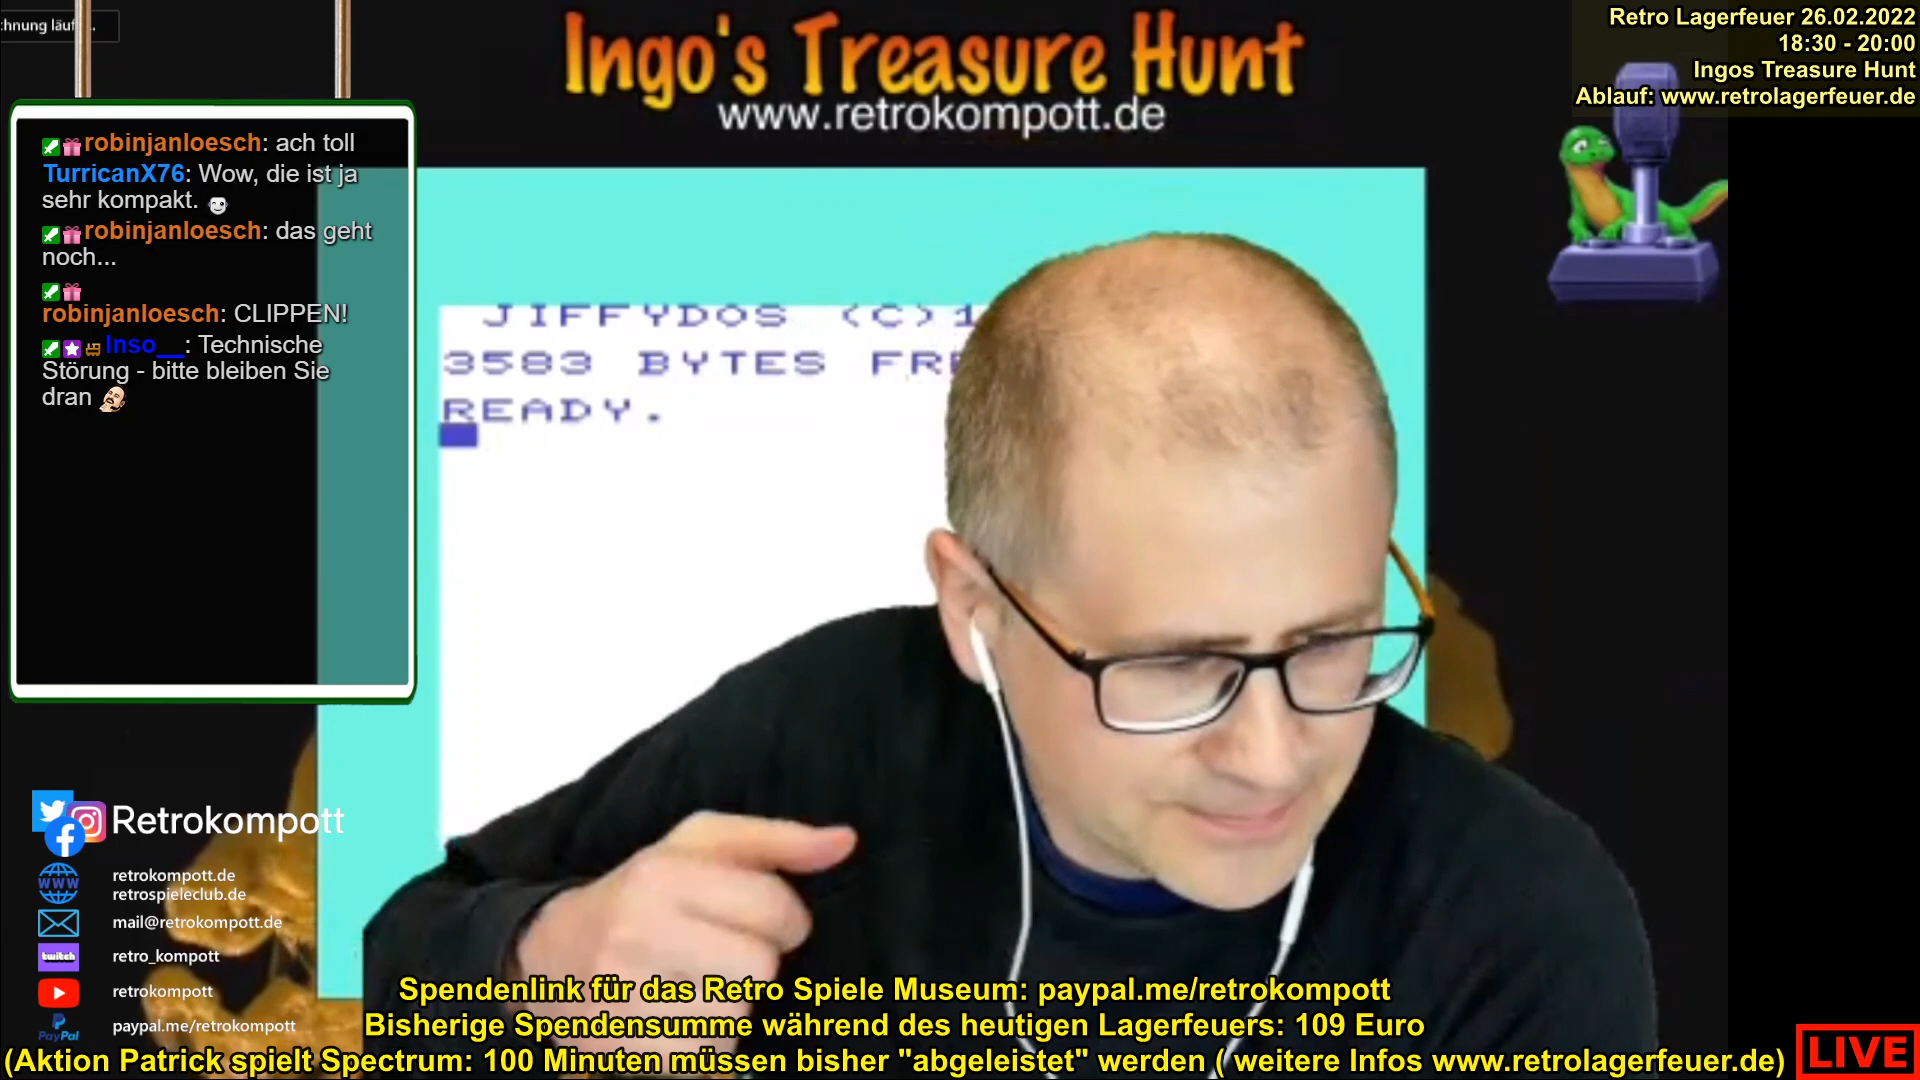 chnung läuf
Ingo's Treasure Hunt
www.retrokompott.de
Retro Lagerfeuer 26.02.2022
18:30 - 20:00
Ingos Treasure Hunt
Ablauf: www.retrolagerfeuer.de
robinjanloesch: ach toll
TurricanX76: Wow, die ist ja
sehr kompakt.
robinjanloesch: das geht
noch...
robinjanloesch: CLIPPEN!
Inso__: Technische
Störung - bitte bleiben Sie
dran
JIFFYDOS (C)1
3583 BYTES FRE
READY.
Retrokompott
www
retrokompott.de
retrospieleclub.de
mail@retrokompott.de
twitch
retro_kompott
retrokompott
PayPal
paypal.me/retrokompott
Spendenlink für das Retro Spiele Museum: paypal.me/retrokompott
Bisherige Spendensumme während des heutigen Lagerfeuers: 109 Euro
(Aktion Patrick spielt Spectrum: 100 Minuten müssen bisher "abgeleistet" werden ( weitere Infos www.retrolagerfeuer.de)
LIVE